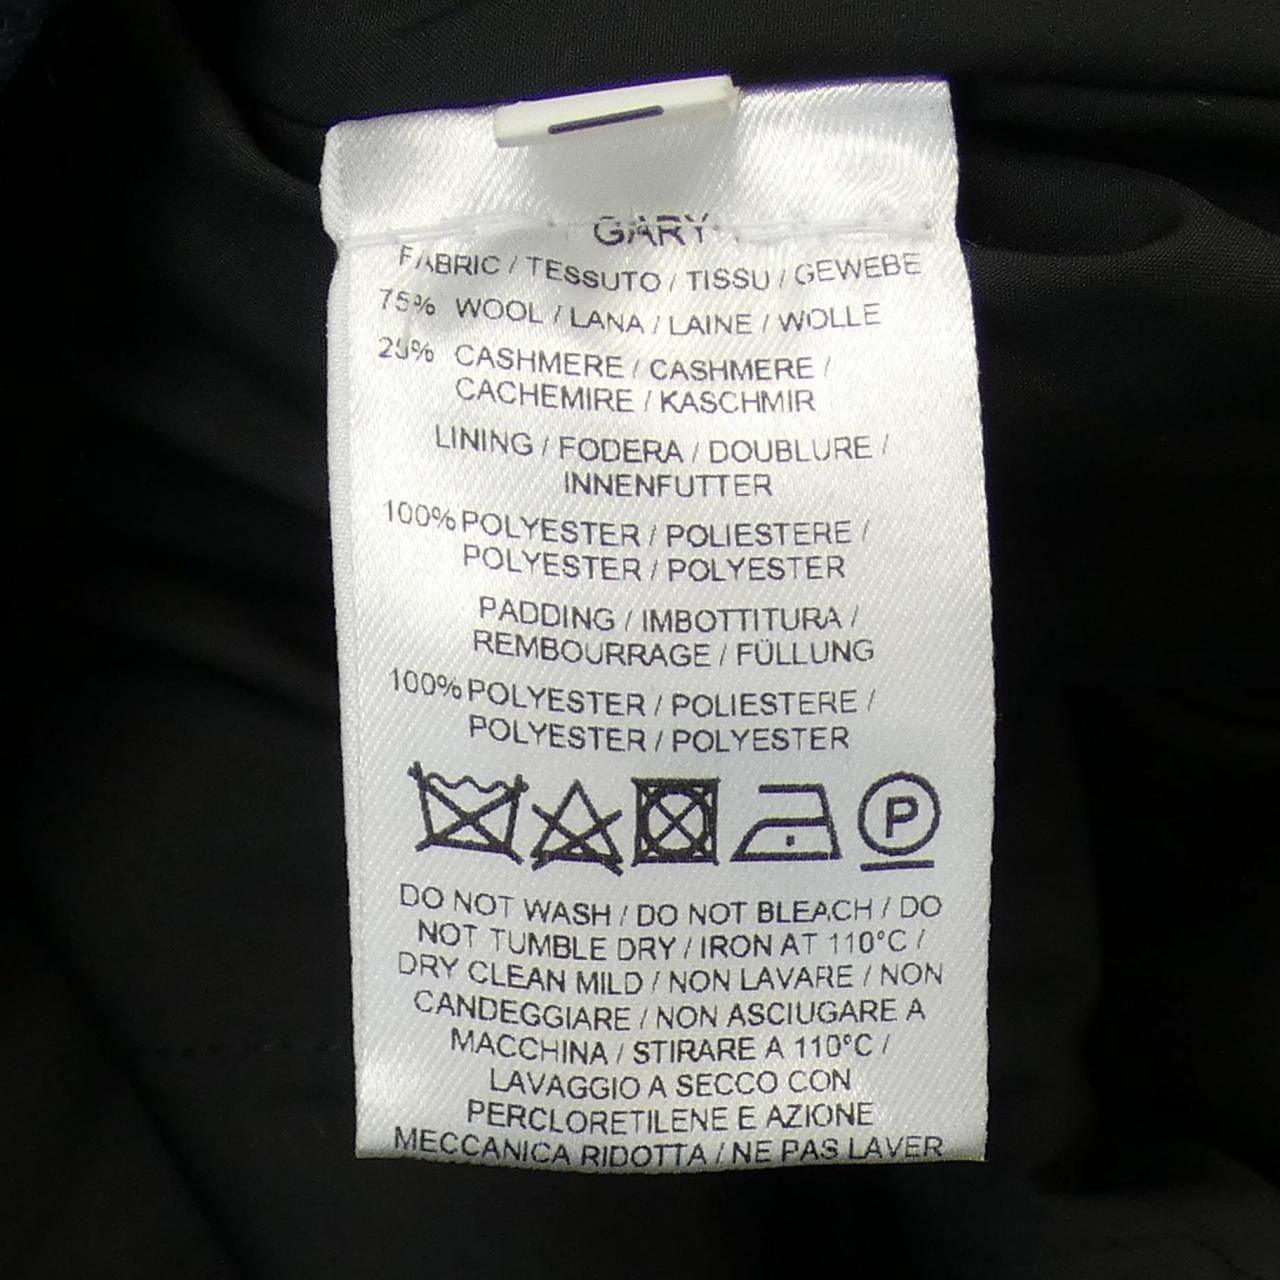 GARY
FABRIC / TESSUTO / TISSU / GEWEBE
75% WOOL / LANA / LAINE / WOLLE
25% CASHMERE / CASHMERE /
CACHEMIRE / KASCHMIR
LINING / FODERA / DOUBLURE /
INNENFUTTER
100% POLYESTER / POLIESTERE /
POLYESTER / POLYESTER
PADDING / IMBOTTITURA /
REMBOURRAGE / FÜLLUNG
100% POLYESTER / POLIESTERE /
POLYESTER / POLYESTER
P
DO NOT WASH / DO NOT BLEACH / DO
NOT TUMBLE DRY / IRON AT 110°C /
DRY CLEAN MILD / NON LAVARE / NON
CANDEGGIARE / NON ASCIUGARE A
MACCHINA / STIRARE A 110°C /
LAVAGGIO A SECCO CON
PERCLORETILENE E AZIONE
MECCANICA RIDOTTA / NE PAS LAVER